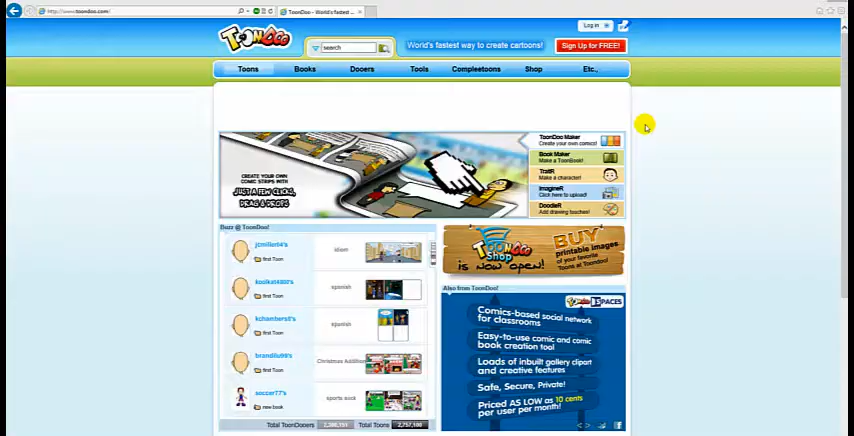 http://www.toondoo.com/
ToonDoo - World's fastest ...
Log in
TOONDOO
search
World's fastest way to create cartoons!
Sign Up for FREE!
Toons
Books
Dooers
Tools
Compleetoons
Shop
Etc.,
CREATE YOUR OWN
COMIC STRIPS WITH
JUST A FEW CLICKS,
DRAG & DROPS
ToonDoo Maker
Create your own comics!
Book Maker
Make a ToonBook!
TraitR
Make a character!
ImagineR
Click here to upload!
DoodleR
Add drawing touches!
Buzz @ ToonDoo!
jcmiller04's
first Toon
idiom
first Toon
spanish
kchambers6's
first Toon
spanish
brandilu99's
first Toon
Christmas Addition
soccer77's
new book
sports book
Total ToonDooers
Total Toons
2,757,100
TOONDOO
Shop
is now open!
BUY
printable images
of your favorite
Toons at Toondoo!
Also from ToonDoo!
SPACES
Comics-based social network
for classrooms
Easy-to-use comic and comic
book creation tool
Loads of inbuilt gallery clipart
and creative features
Safe, Secure, Private!
Priced AS LOW as 10 cents
per user per month!